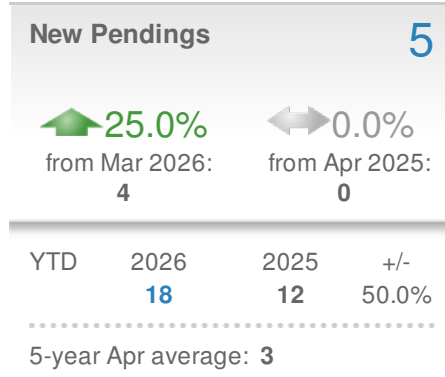 New Pendings 5
25.0% 0.0%
from Mar 2026: from Apr 2025:
4 0
YTD 2026 2025 +/-
18 12 50.0%
5-year Apr average: 3